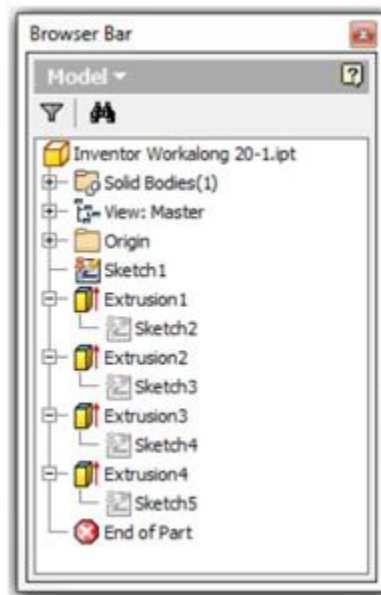 Browser Bar
Model
Inventor Workalong 20-1.ipt
Solid Bodies(1)
View: Master
Origin
Sketch1
Extrusion1
Sketch2
Extrusion2
Sketch3
Extrusion3
Sketch4
Extrusion4
Sketch5
End of Part